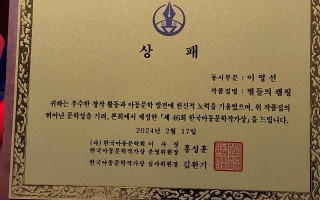 상 패
동시부문 : 이영선
작품집명 : 별들의 캠핑
귀하는 우수한 창작 활동과 아동문학 발전에 헌신적 노력을 기울였으며, 위 작품집의
뛰어난 문학성을 기려, 본회에서 제정한 「제 46회 한국아동문학작가상」을 드립니다.
2024년 2월 17일
사)한국아동문학회 이 사 장
한국아동문학작가상 운영위원장 홍성훈
한국아동문학작가상 심사위원장 김완기